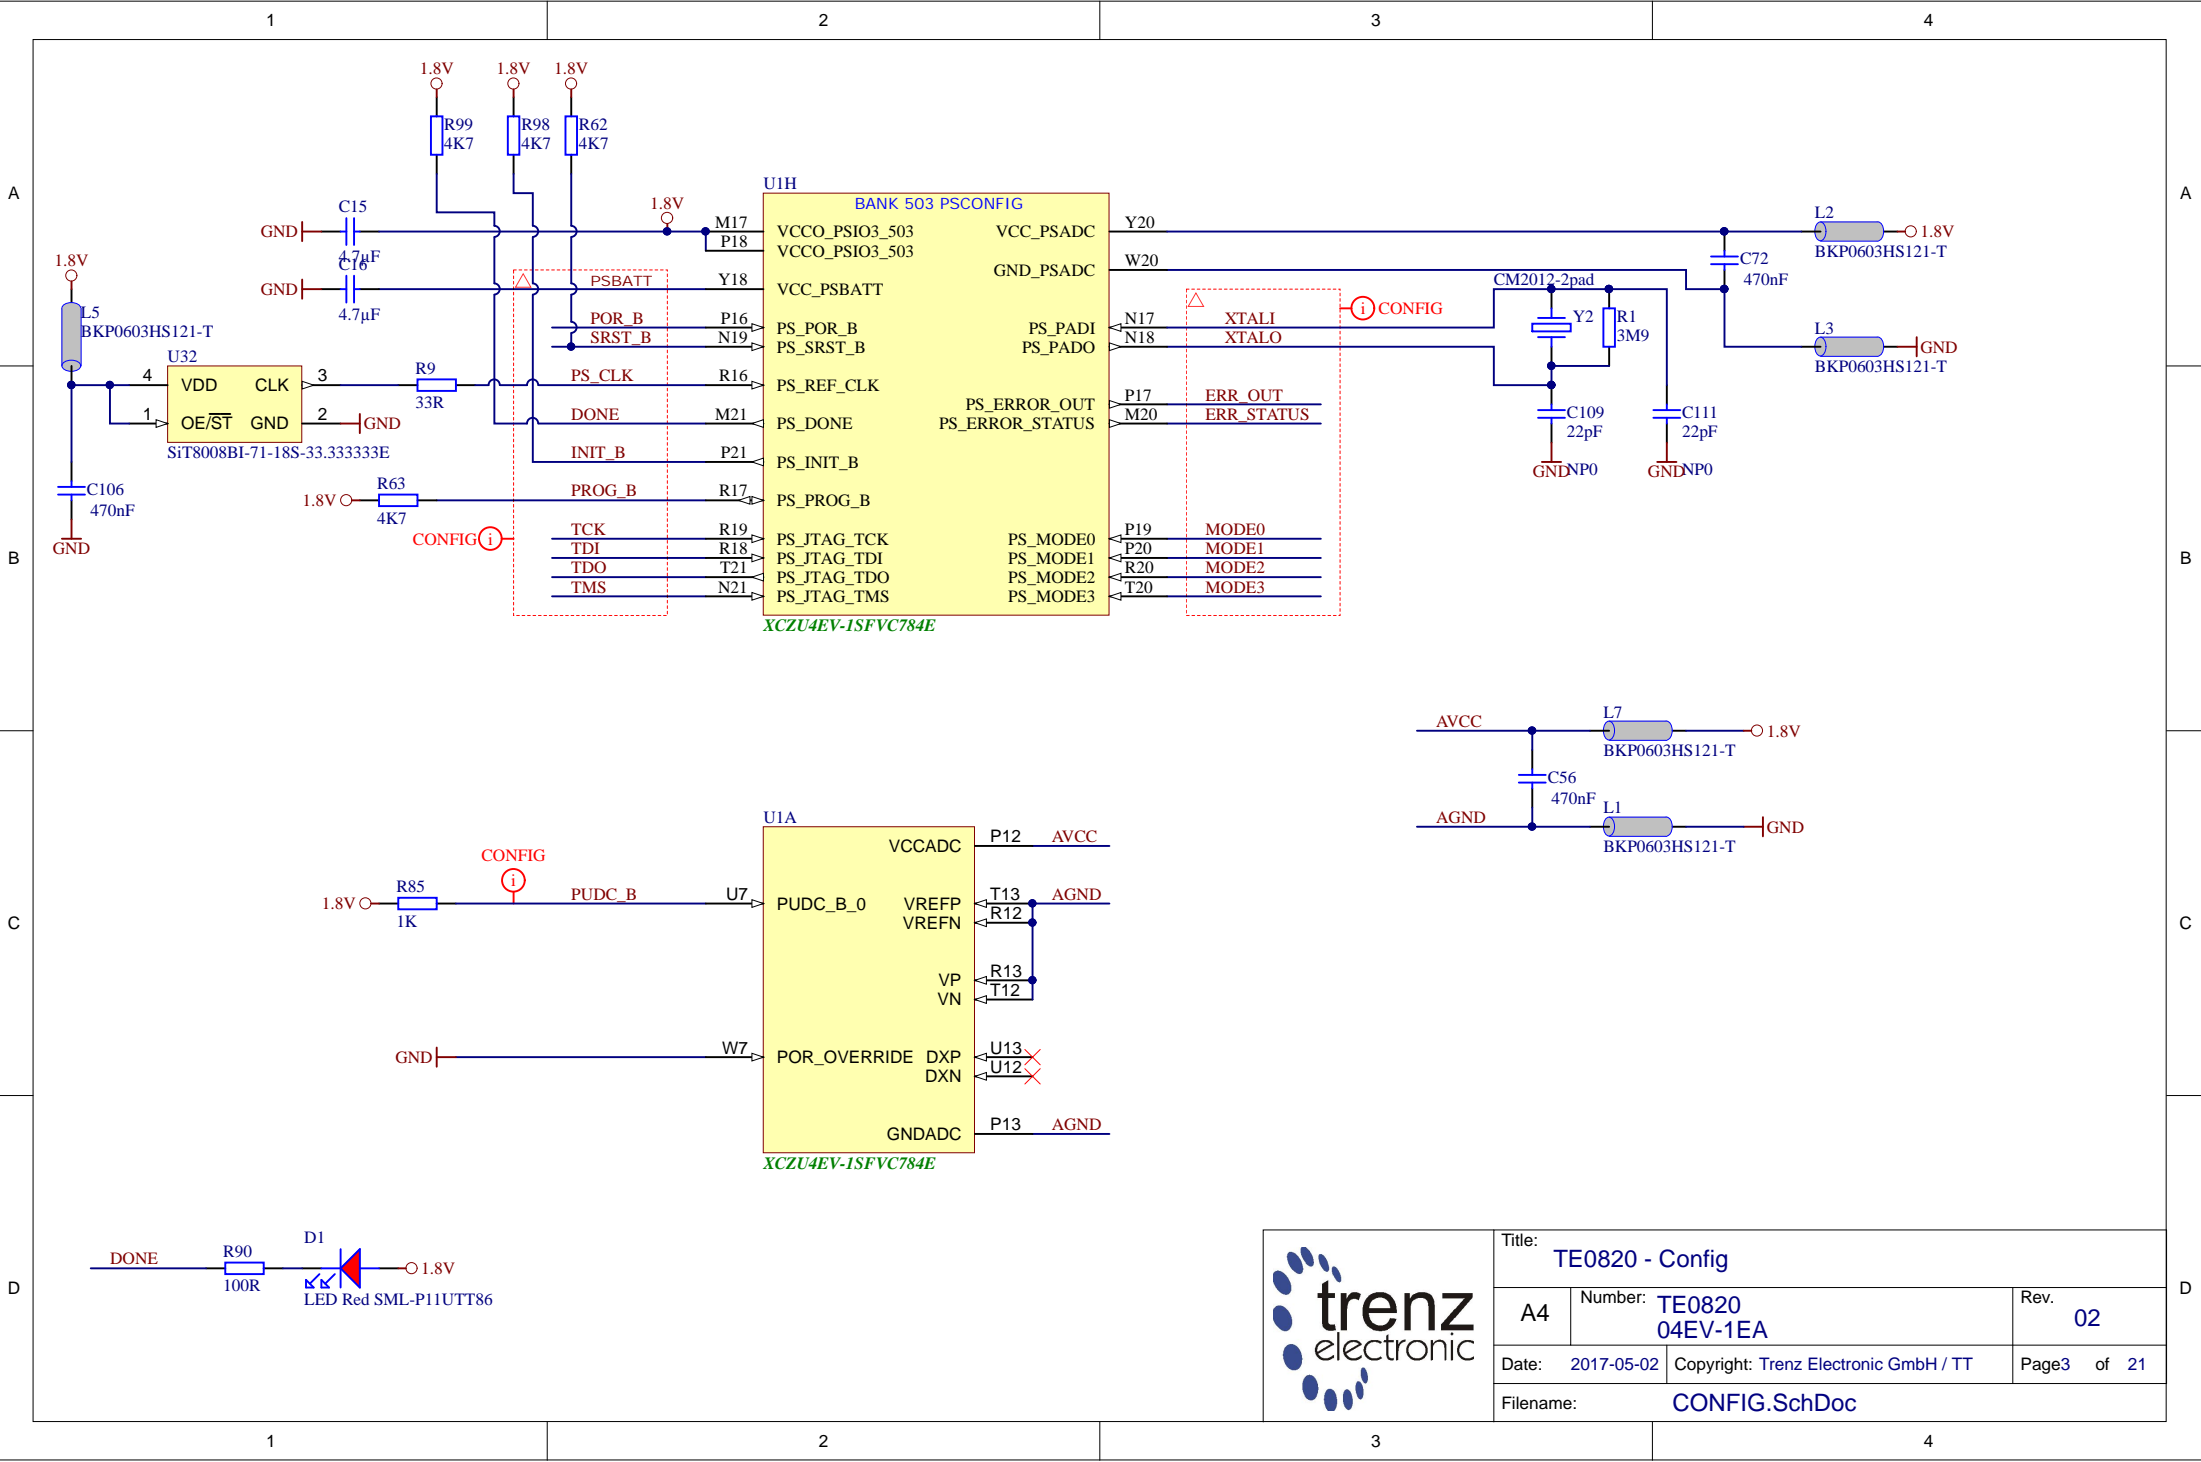 1 2 3 4
A
A
B
B
C
C
D
D
1.8V 1.8V 1.8V
R99
4K7
R98
4K7
R62
4K7
C15
4.7µF
GND
1.8V
C16
4.7µF
GND
1.8V
L5
BKP0603HS121-T
U32
4 VDD CLK 3
1 OE/ST GND 2
GND
SiT8008BI-71-18S-33.333333E
C106
470nF
GND
R9
33R
1.8V
R63
4K7
CONFIG
PSBATT
POR_B
SRST_B
PS_CLK
DONE
INIT_B
PROG_B
TCK
TDI
TDO
TMS
U1H
BANK 503 PSCONFIG
M17 VCCO_PSIO3_503
P18 VCCO_PSIO3_503
Y18 VCC_PSBATT
P16 PS_POR_B
N19 PS_SRST_B
R16 PS_REF_CLK
M21 PS_DONE
P21 PS_INIT_B
R17 PS_PROG_B
R19 PS_JTAG_TCK
R18 PS_JTAG_TDI
T21 PS_JTAG_TDO
N21 PS_JTAG_TMS
VCC_PSADC Y20
GND_PSADC W20
PS_PADI N17 XTALI
PS_PADO N18 XTALO
PS_ERROR_OUT P17 ERR_OUT
PS_ERROR_STATUS M20 ERR_STATUS
PS_MODE0 P19 MODE0
PS_MODE1 P20 MODE1
PS_MODE2 R20 MODE2
PS_MODE3 T20 MODE3
XCZU4EV-1SFVC784E
i CONFIG
CM2012-2pad
Y2
R1
3M9
C109
22pF
GND NP0
C111
22pF
GND NP0
C72
470nF
L2
BKP0603HS121-T
1.8V
L3
BKP0603HS121-T
GND
AVCC
L7
BKP0603HS121-T
1.8V
C56
470nF
AGND
L1
BKP0603HS121-T
GND
U1A
CONFIG
i
1.8V
R85
1K
PUDC_B
U7 PUDC_B_0
GND
W7 POR_OVERRIDE
VCCADC P12 AVCC
VREFP T13 AGND
VREFN R12
VP R13
VN T12
DXP U13
DXN U12
GNDADC P13 AGND
XCZU4EV-1SFVC784E
DONE
R90
100R
D1
1.8V
LED Red SML-P11UTT86
trenz
electronic
Title:
TE0820 - Config
A4
Number: TE0820
04EV-1EA
Rev.
02
Date: 2017-05-02
Copyright: Trenz Electronic GmbH / TT
Page3 of 21
Filename: CONFIG.SchDoc
1 2 3 4